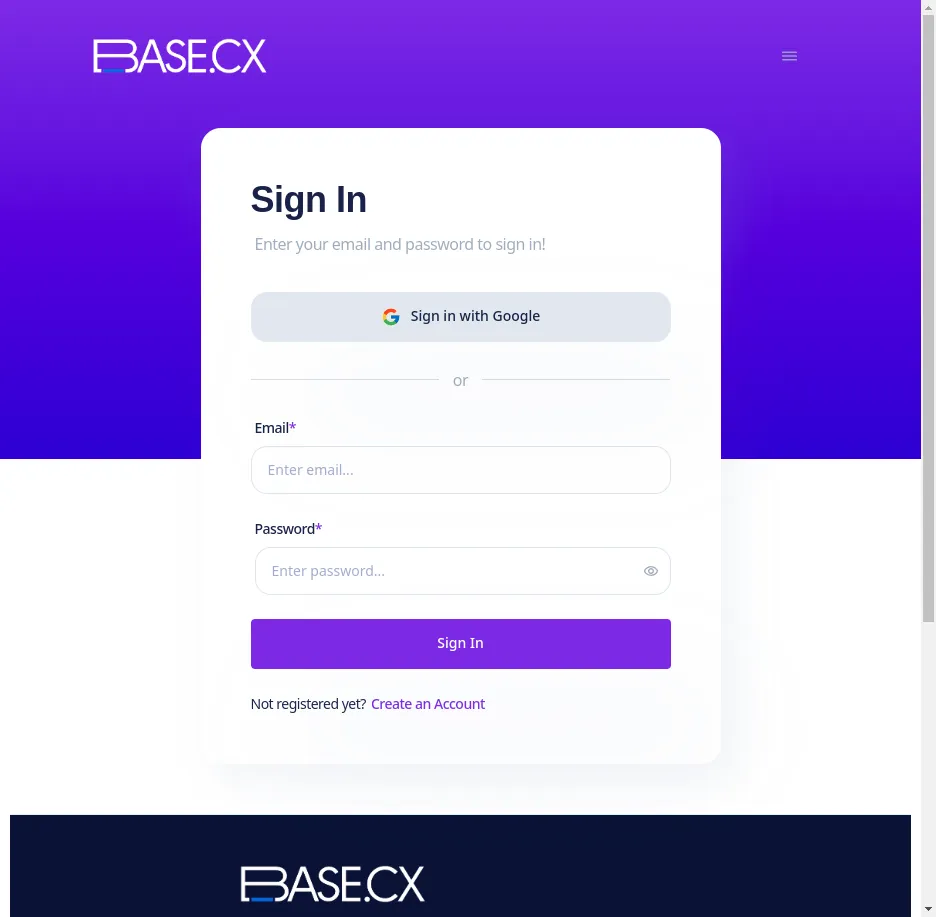 BASE.CX
Sign In
Enter your email and password to sign in!
Sign in with Google
or
Email*
Enter email...
Password*
Enter password...
Sign In
Not registered yet? Create an Account
BASE.CX